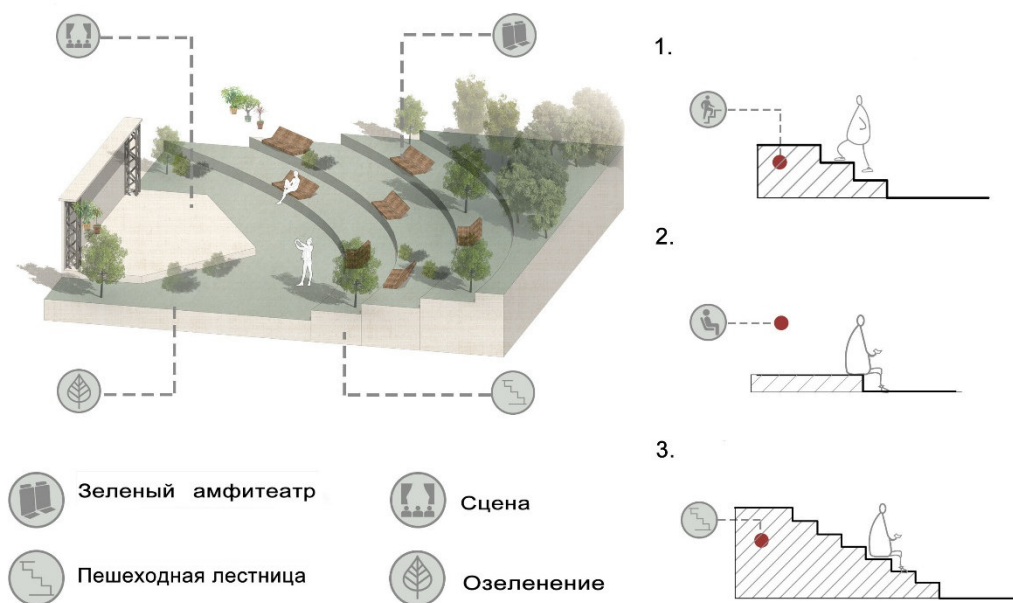 1.
2.
3.
Зеленый амфитеатр
Сцена
Пешеходная лестница
Озеленение